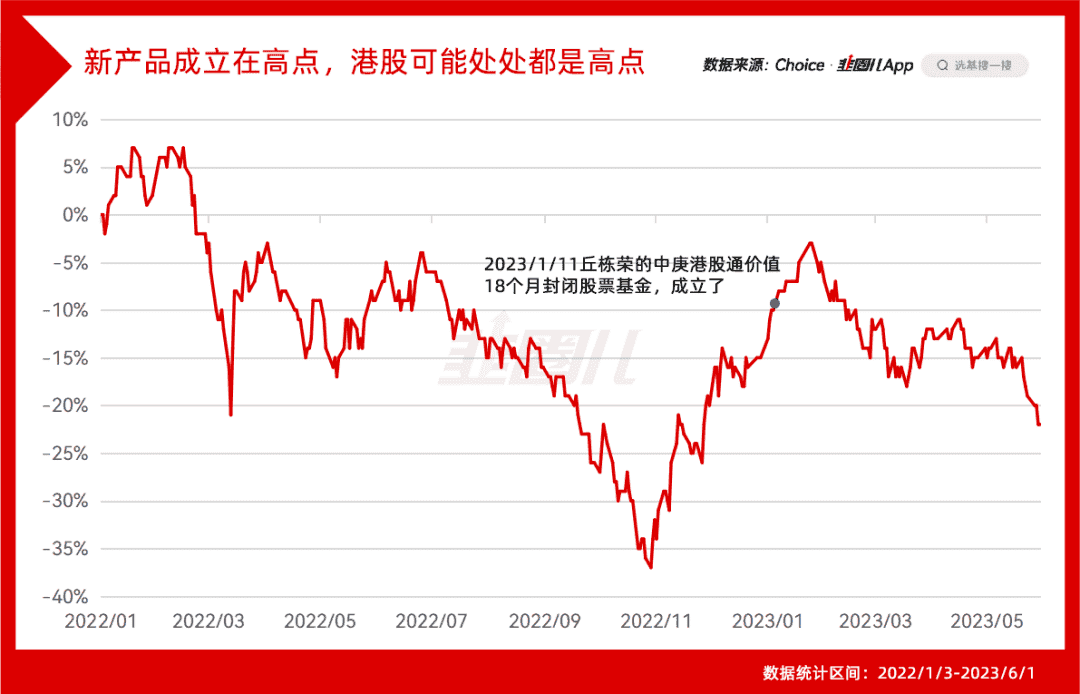 新产品成立在高点，港股可能处处都是高点
数据来源：Choice · 韭圈儿App
选基搜一搜
10%
5%
0%
-5%
-10%
-15%
-20%
-25%
-30%
-35%
-40%
2023/1/11丘栋荣的中庚港股通价值
18个月封闭股票基金，成立了
韭圈儿
2022/01 2022/03 2022/05 2022/07 2022/09 2022/11 2023/01 2023/03 2023/05
数据统计区间：2022/1/3-2023/6/1